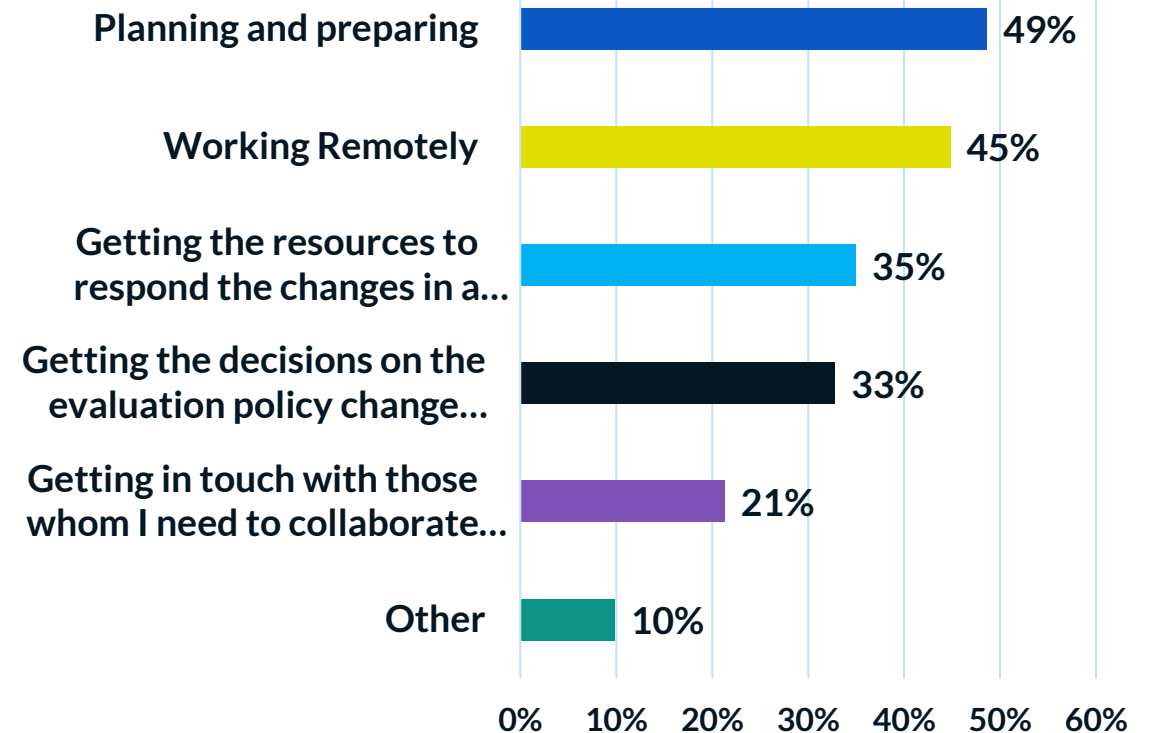 Planning and preparing 49%
Working Remotely 45%
Getting the resources to
respond the changes in a... 35%
Getting the decisions on the
evaluation policy change... 33%
Getting in touch with those
whom I need to collaborate... 21%
Other 10%
0% 10% 20% 30% 40% 50% 60%